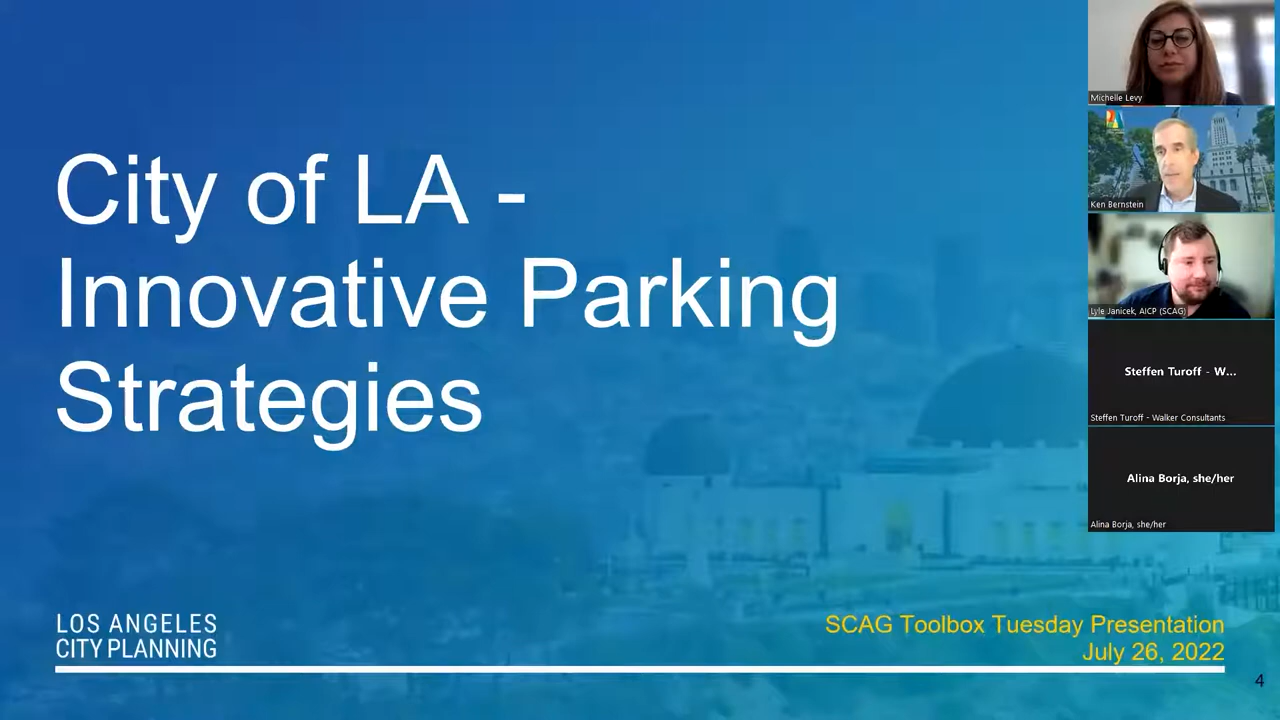 City of LA -
Innovative Parking
Strategies
LOS ANGELES
CITY PLANNING
SCAG Toolbox Tuesday Presentation
July 26, 2022
4
Michelle Levy
Ken Bernstein
Lyle Janicek, AICP (SCAG)
Steffen Turoff - W...
Steffen Turoff - Walker Consultants
Alina Borja, she/her
Alina Borja, she/her